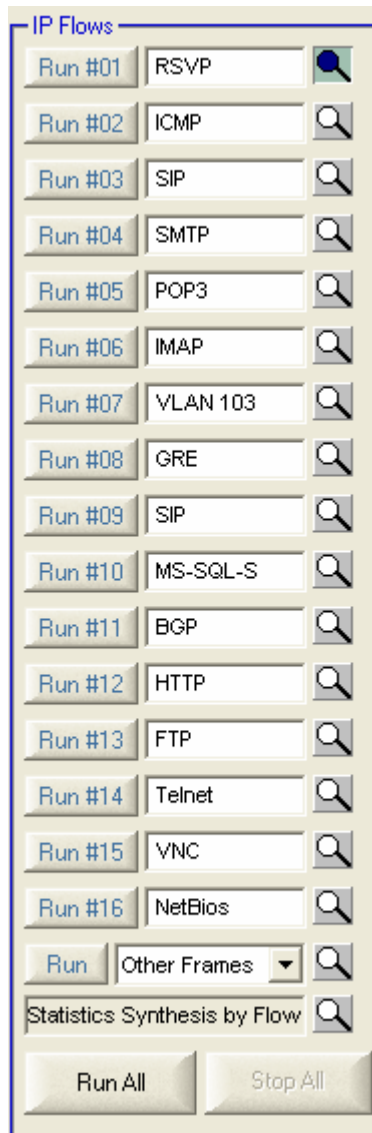 IP Flows
Run #01 RSVP
Run #02 ICMP
Run #03 SIP
Run #04 SMTP
Run #05 POP3
Run #06 IMAP
Run #07 VLAN 103
Run #08 GRE
Run #09 SIP
Run #10 MS-SQL-S
Run #11 BGP
Run #12 HTTP
Run #13 FTP
Run #14 Telnet
Run #15 VNC
Run #16 NetBios
Run Other Frames
Statistics Synthesis by Flow
Run All Stop All